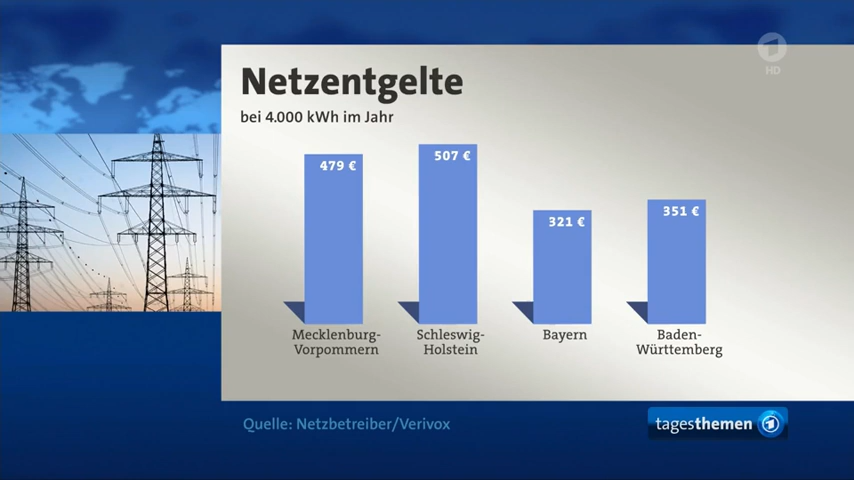 1
HD
Netzentgelte
bei 4.000 kWh im Jahr
479 €
507 €
321 €
351 €
Mecklenburg-
Vorpommern
Schleswig-
Holstein
Bayern
Baden-
Württemberg
Quelle: Netzbetreiber/Verivox
tagesthemen 1